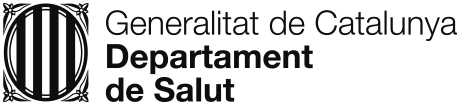 Generalitat de Catalunya
Departament
de Salut